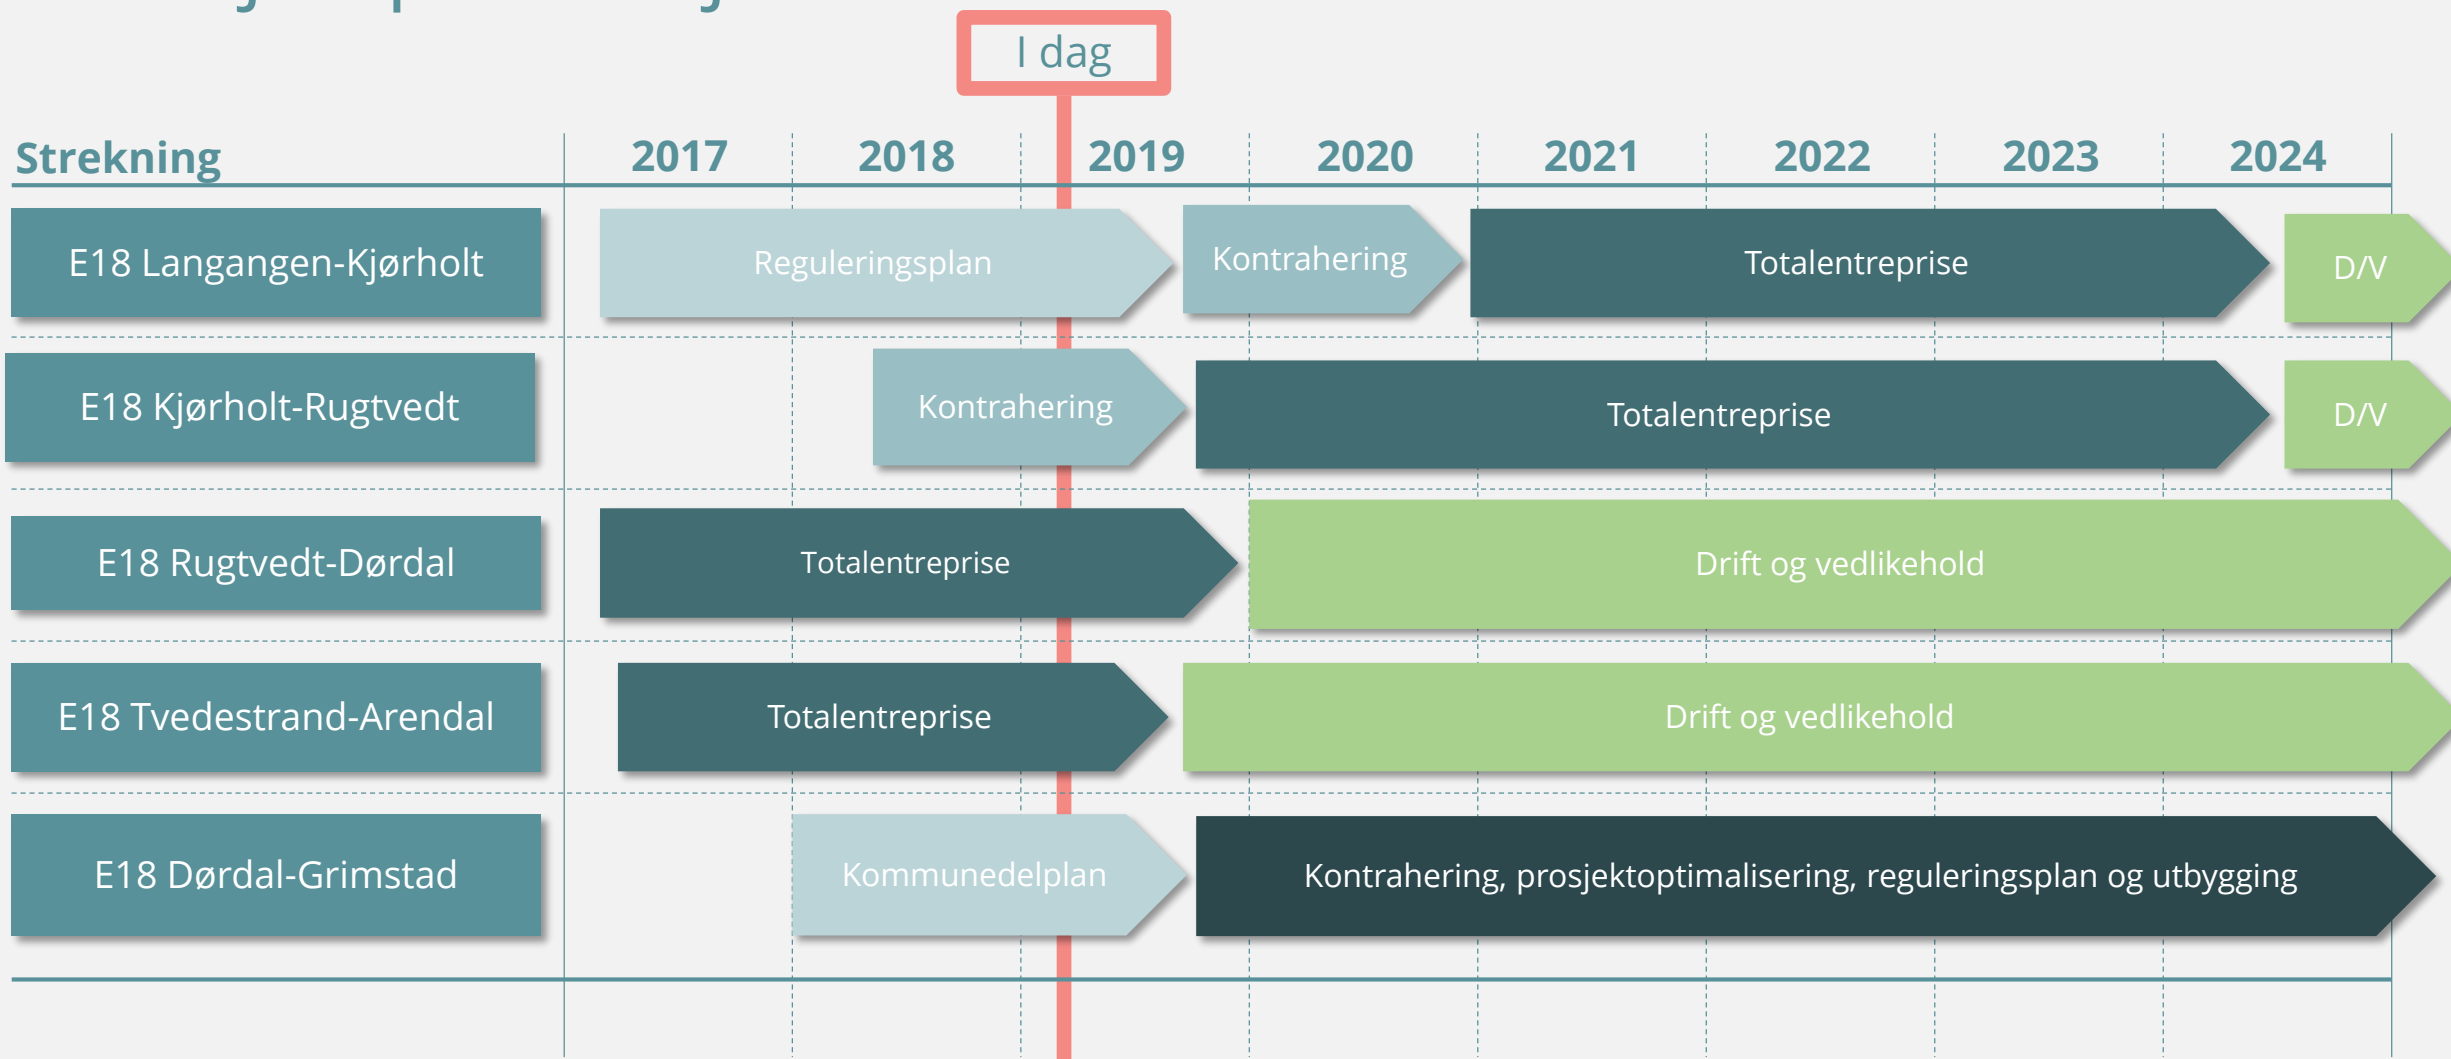 I dag
Strekning 2017 2018 2019 2020 2021 2022 2023 2024
E18 Langangen-Kjørholt Reguleringsplan Kontrahering Totalentreprise D/V
E18 Kjørholt-Rugtvedt Kontrahering Totalentreprise D/V
E18 Rugtvedt-Dørdal Totalentreprise Drift og vedlikehold
E18 Tvedestrand-Arendal Totalentreprise Drift og vedlikehold
E18 Dørdal-Grimstad Kommunedelplan Kontrahering, prosjektoptimalisering, reguleringsplan og utbygging